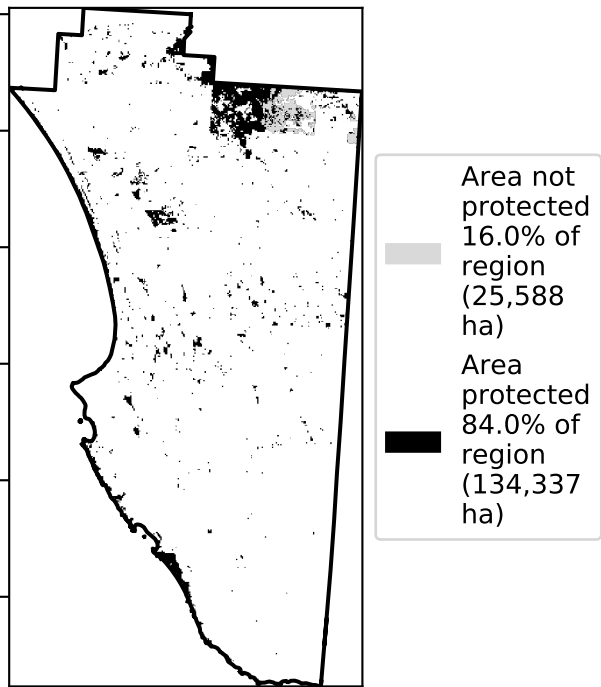 Area not
protected
16.0% of
region
(25,588
ha)
Area
protected
84.0% of
region
(134,337
ha)